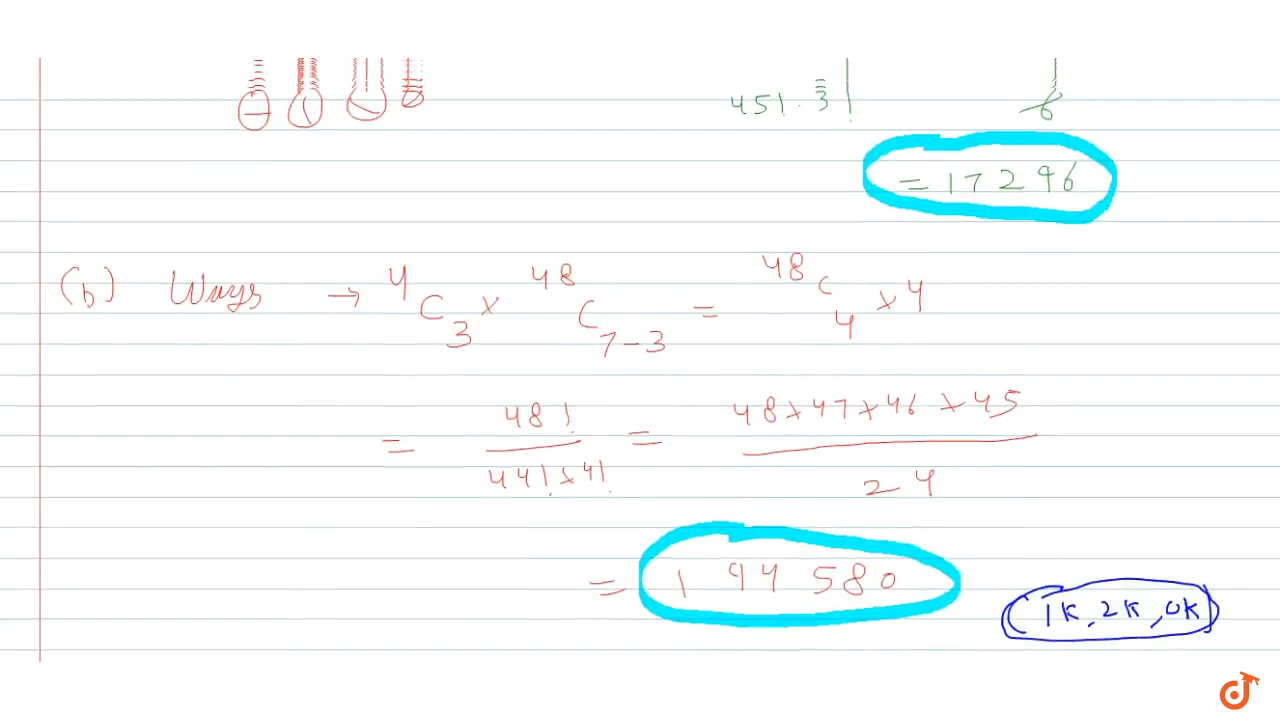 45!. 3!
6
= 17296
(b) Ways → ⁴C₃ × ⁴⁸C₇₋₃ = ⁴⁸C₄ × 4
= 48! / 44! × 4! = 48 × 47 × 46 × 45 / 24
= 194580
(1K, 2K, 0K)